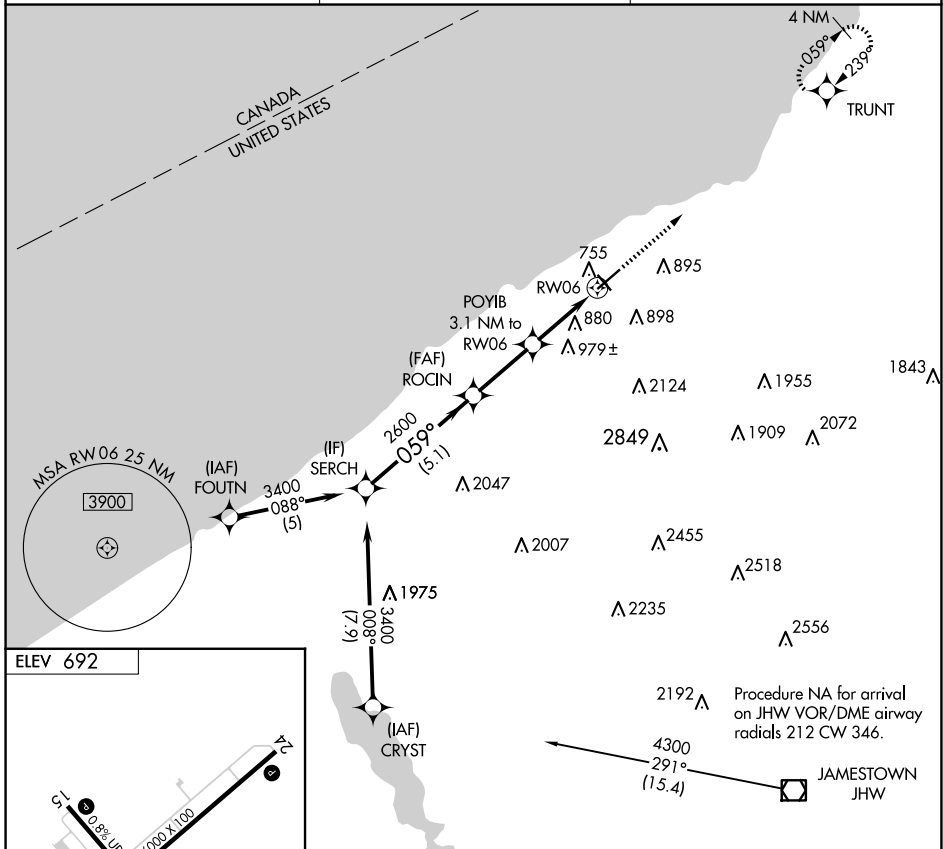 4 NM
059°
239°
TRUNT
CANADA
UNITED STATES
755
895
RW06
POYIB
3.1 NM to
RW06
880
898
979±
(FAF)
ROCIN
2124
1955
1843
2600
059°
(5.1)
2849
1909
2072
(IF)
SERCH
MSA RW06 25 NM
3900
(IAF)
FOUTN
3400
088°
(5)
2047
2007
2455
2518
1975
3400
008°
(7.9)
2235
2556
ELEV 692
2192
Procedure NA for arrival
on JHW VOR/DME airway
radials 212 CW 346.
(IAF)
CRYST
4300
291°
(15.4)
JAMESTOWN
JHW
24
P
15
P
0.8% UP
000 X 100